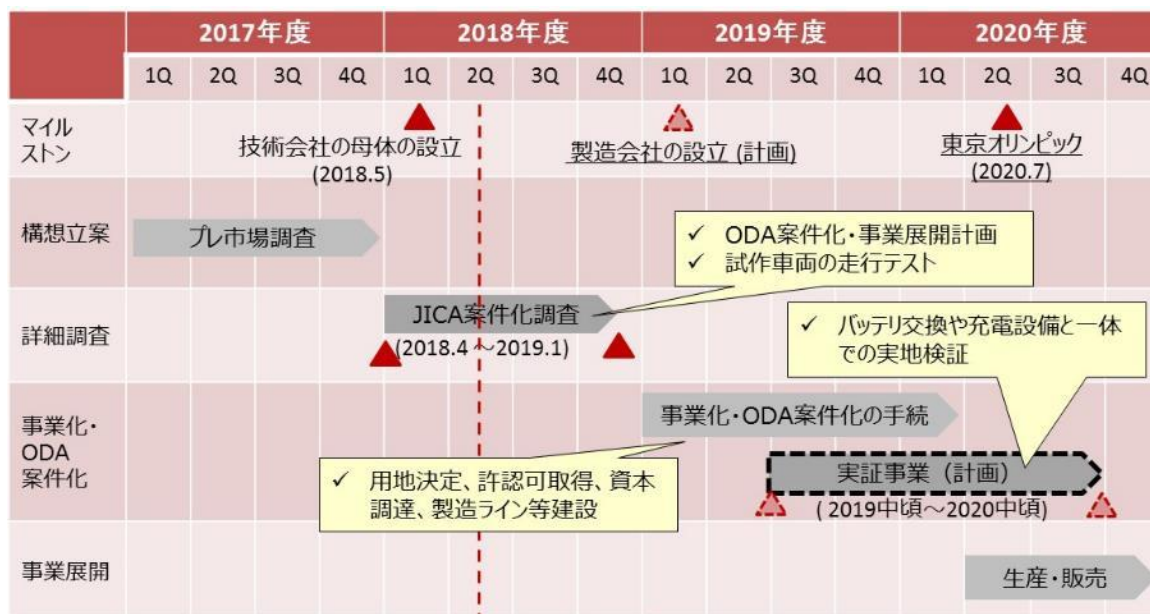 2017年度 2018年度 2019年度 2020年度
1Q 2Q 3Q 4Q 1Q 2Q 3Q 4Q 1Q 2Q 3Q 4Q 1Q 2Q 3Q 4Q
マイル
ストン
技術会社の母体の設立
(2018.5)
製造会社の設立 (計画)
東京オリンピック
(2020.7)
構想立案
プレ市場調査
✓ ODA案件化・事業展開計画
✓ 試作車両の走行テスト
詳細調査
JICA案件化調査
(2018.4 ～2019.1)
✓ バッテリ交換や充電設備と一体
での実地検証
事業化・
ODA
案件化
事業化・ODA案件化の手続
✓ 用地決定、許認可取得、資本
調達、製造ライン等建設
実証事業（計画）
( 2019中頃～2020中頃)
事業展開
生産・販売